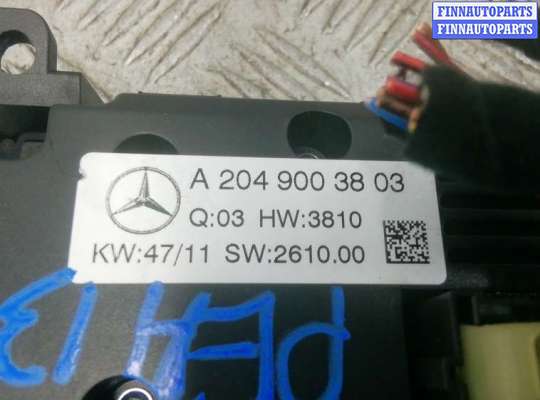 FINNAUTOPARTS
FINNAUTOPARTS
A 204 900 38 03
Q:03 HW:3810
KW:47/11 SW:2610.00